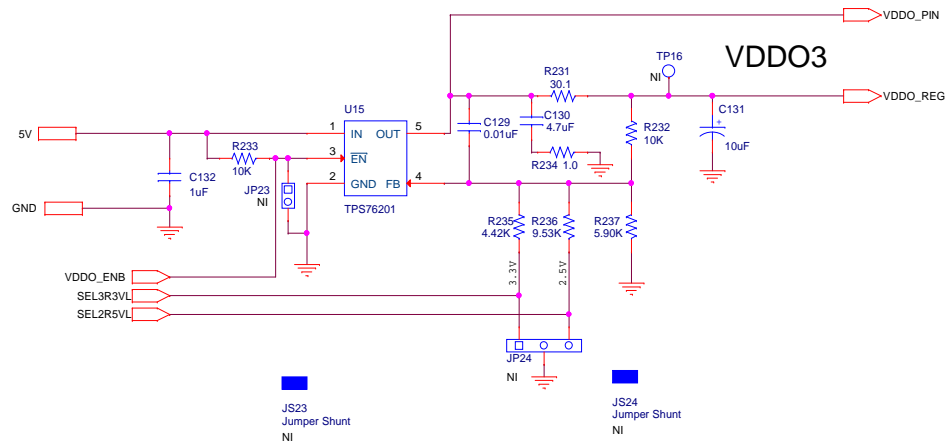 VDDO_PIN
VDDO3
TP16
NI
R231
30.1
VDDO_REG
U15
C129
0.01uF
C130
4.7uF
C131
+
10uF
R232
10K
5V
1
IN
OUT
5
R233
10K
3
EN
R234 1.0
C132
1uF
JP23
NI
2
GND
FB
4
TPS76201
GND
R235
4.42K
R236
9.53K
R237
5.90K
3.3V
2.5V
VDDO_ENB
SEL3R3VL
SEL2R5VL
JP24
NI
JS23
Jumper Shunt
NI
JS24
Jumper Shunt
NI